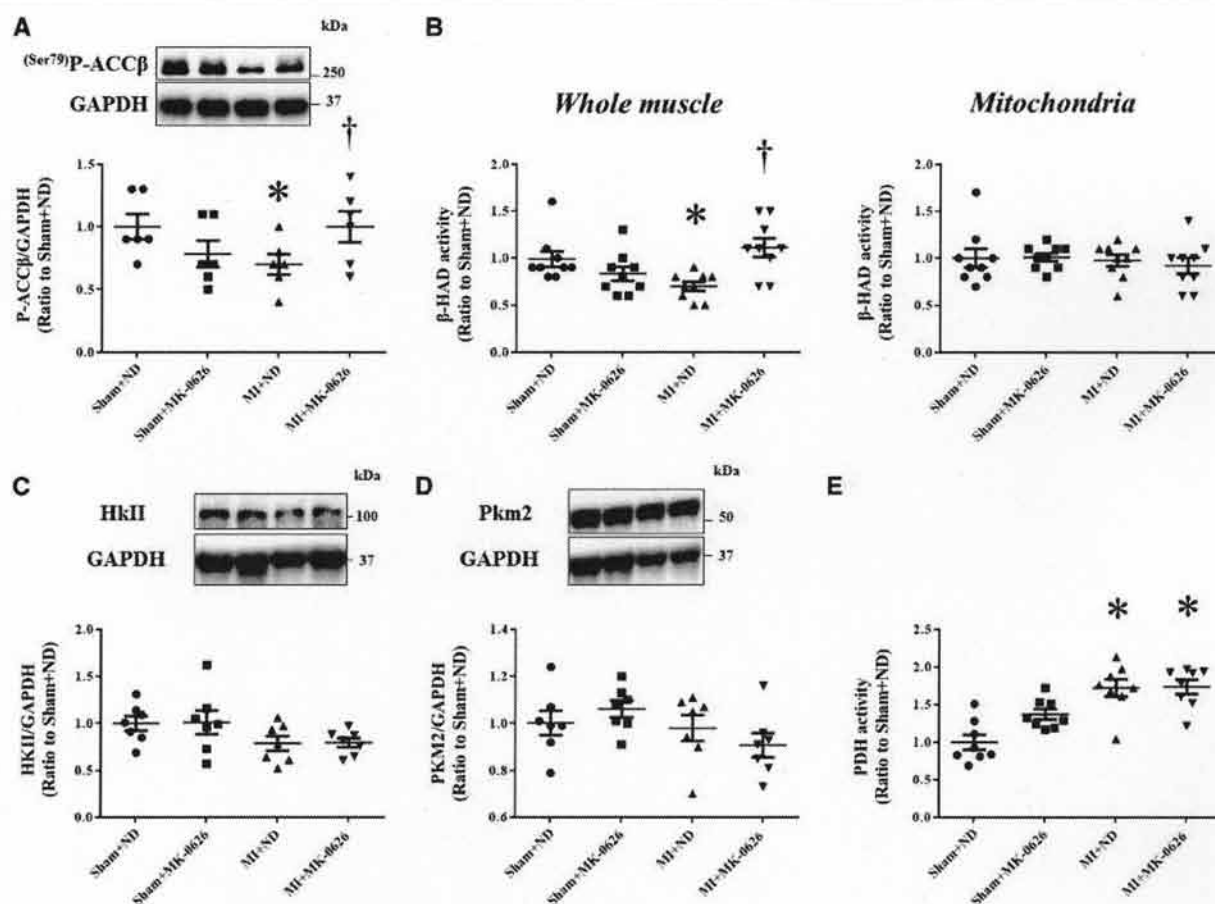 A
kDa
(Ser79)P-ACCβ
250
GAPDH
37
†
*
1.5
1.0
0.5
0.0
P-ACCβ/GAPDH
(Ratio to Sham+ND)
Sham+ND
Sham+MK-0626
MI+ND
MI+MK-0626
B
Whole muscle
†
*
2.0
1.5
1.0
0.5
0.0
β-HAD activity
(Ratio to Sham+ND)
Sham+ND
Sham+MK-0626
MI+ND
MI+MK-0626
Mitochondria
2.0
1.5
1.0
0.5
0.0
β-HAD activity
(Ratio to Sham+ND)
Sham+ND
Sham+MK-0626
MI+ND
MI+MK-0626
C
kDa
HkII
100
GAPDH
37
2.0
1.5
1.0
0.5
0.0
HKII/GAPDH
(Ratio to Sham+ND)
Sham+ND
Sham+MK-0626
MI+ND
MI+MK-0626
D
kDa
Pkm2
50
GAPDH
37
1.4
1.2
1.0
0.8
0.6
PKM2/GAPDH
(Ratio to Sham+ND)
Sham+ND
Sham+MK-0626
MI+ND
MI+MK-0626
E
*
*
2.5
2.0
1.5
1.0
0.5
0.0
PDH activity
(Ratio to Sham+ND)
Sham+ND
Sham+MK-0626
MI+ND
MI+MK-0626